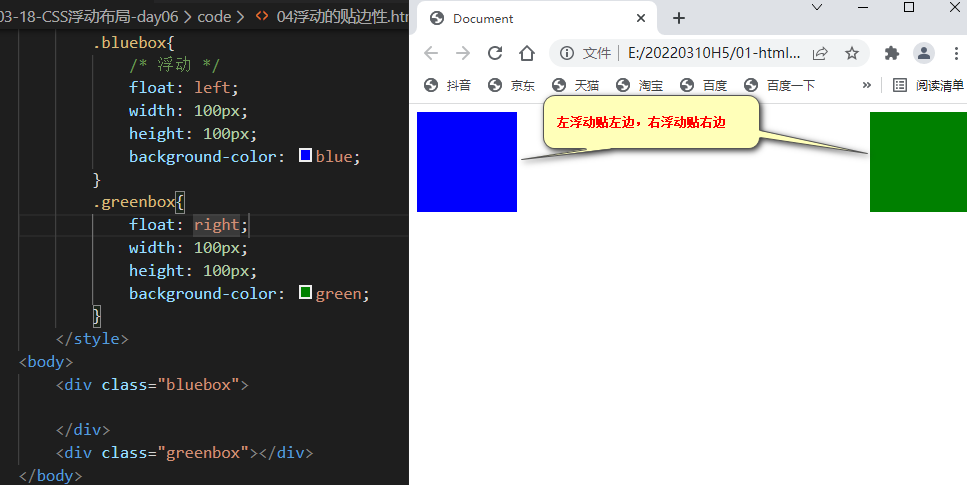 03-18-CSS浮动布局-day06 > code > <> 04浮动的贴边性.htm
.bluebox{
/* 浮动 */
float: left;
width: 100px;
height: 100px;
background-color: blue;
}
.greenbox{
float: right;
width: 100px;
height: 100px;
background-color: green;
}
</style>
<body>
<div class="bluebox">
</div>
<div class="greenbox"></div>
</body>
Document
文件 | E:/20220310H5/01-html...
抖音 京东 天猫 淘宝 百度 百度一下 » 阅读清单
左浮动贴左边，右浮动贴右边